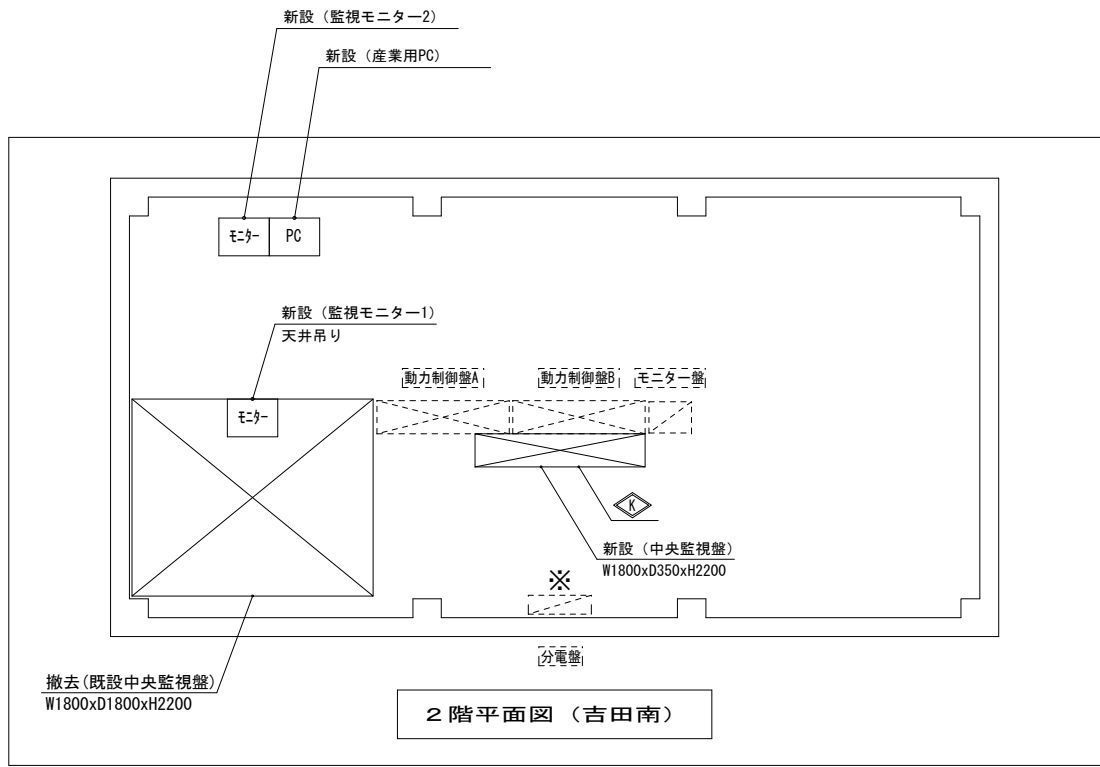 新設（監視モニター2）
新設（産業用PC）
ﾓﾆﾀｰ
PC
新設（監視モニター1）
天井吊り
動力制御盤A
動力制御盤B
モニター盤
ﾓﾆﾀｰ
K
新設（中央監視盤）
W1800xD350xH2200
※
分電盤
撤去(既設中央監視盤)
W1800xD1800xH2200
２階平面図（吉田南）